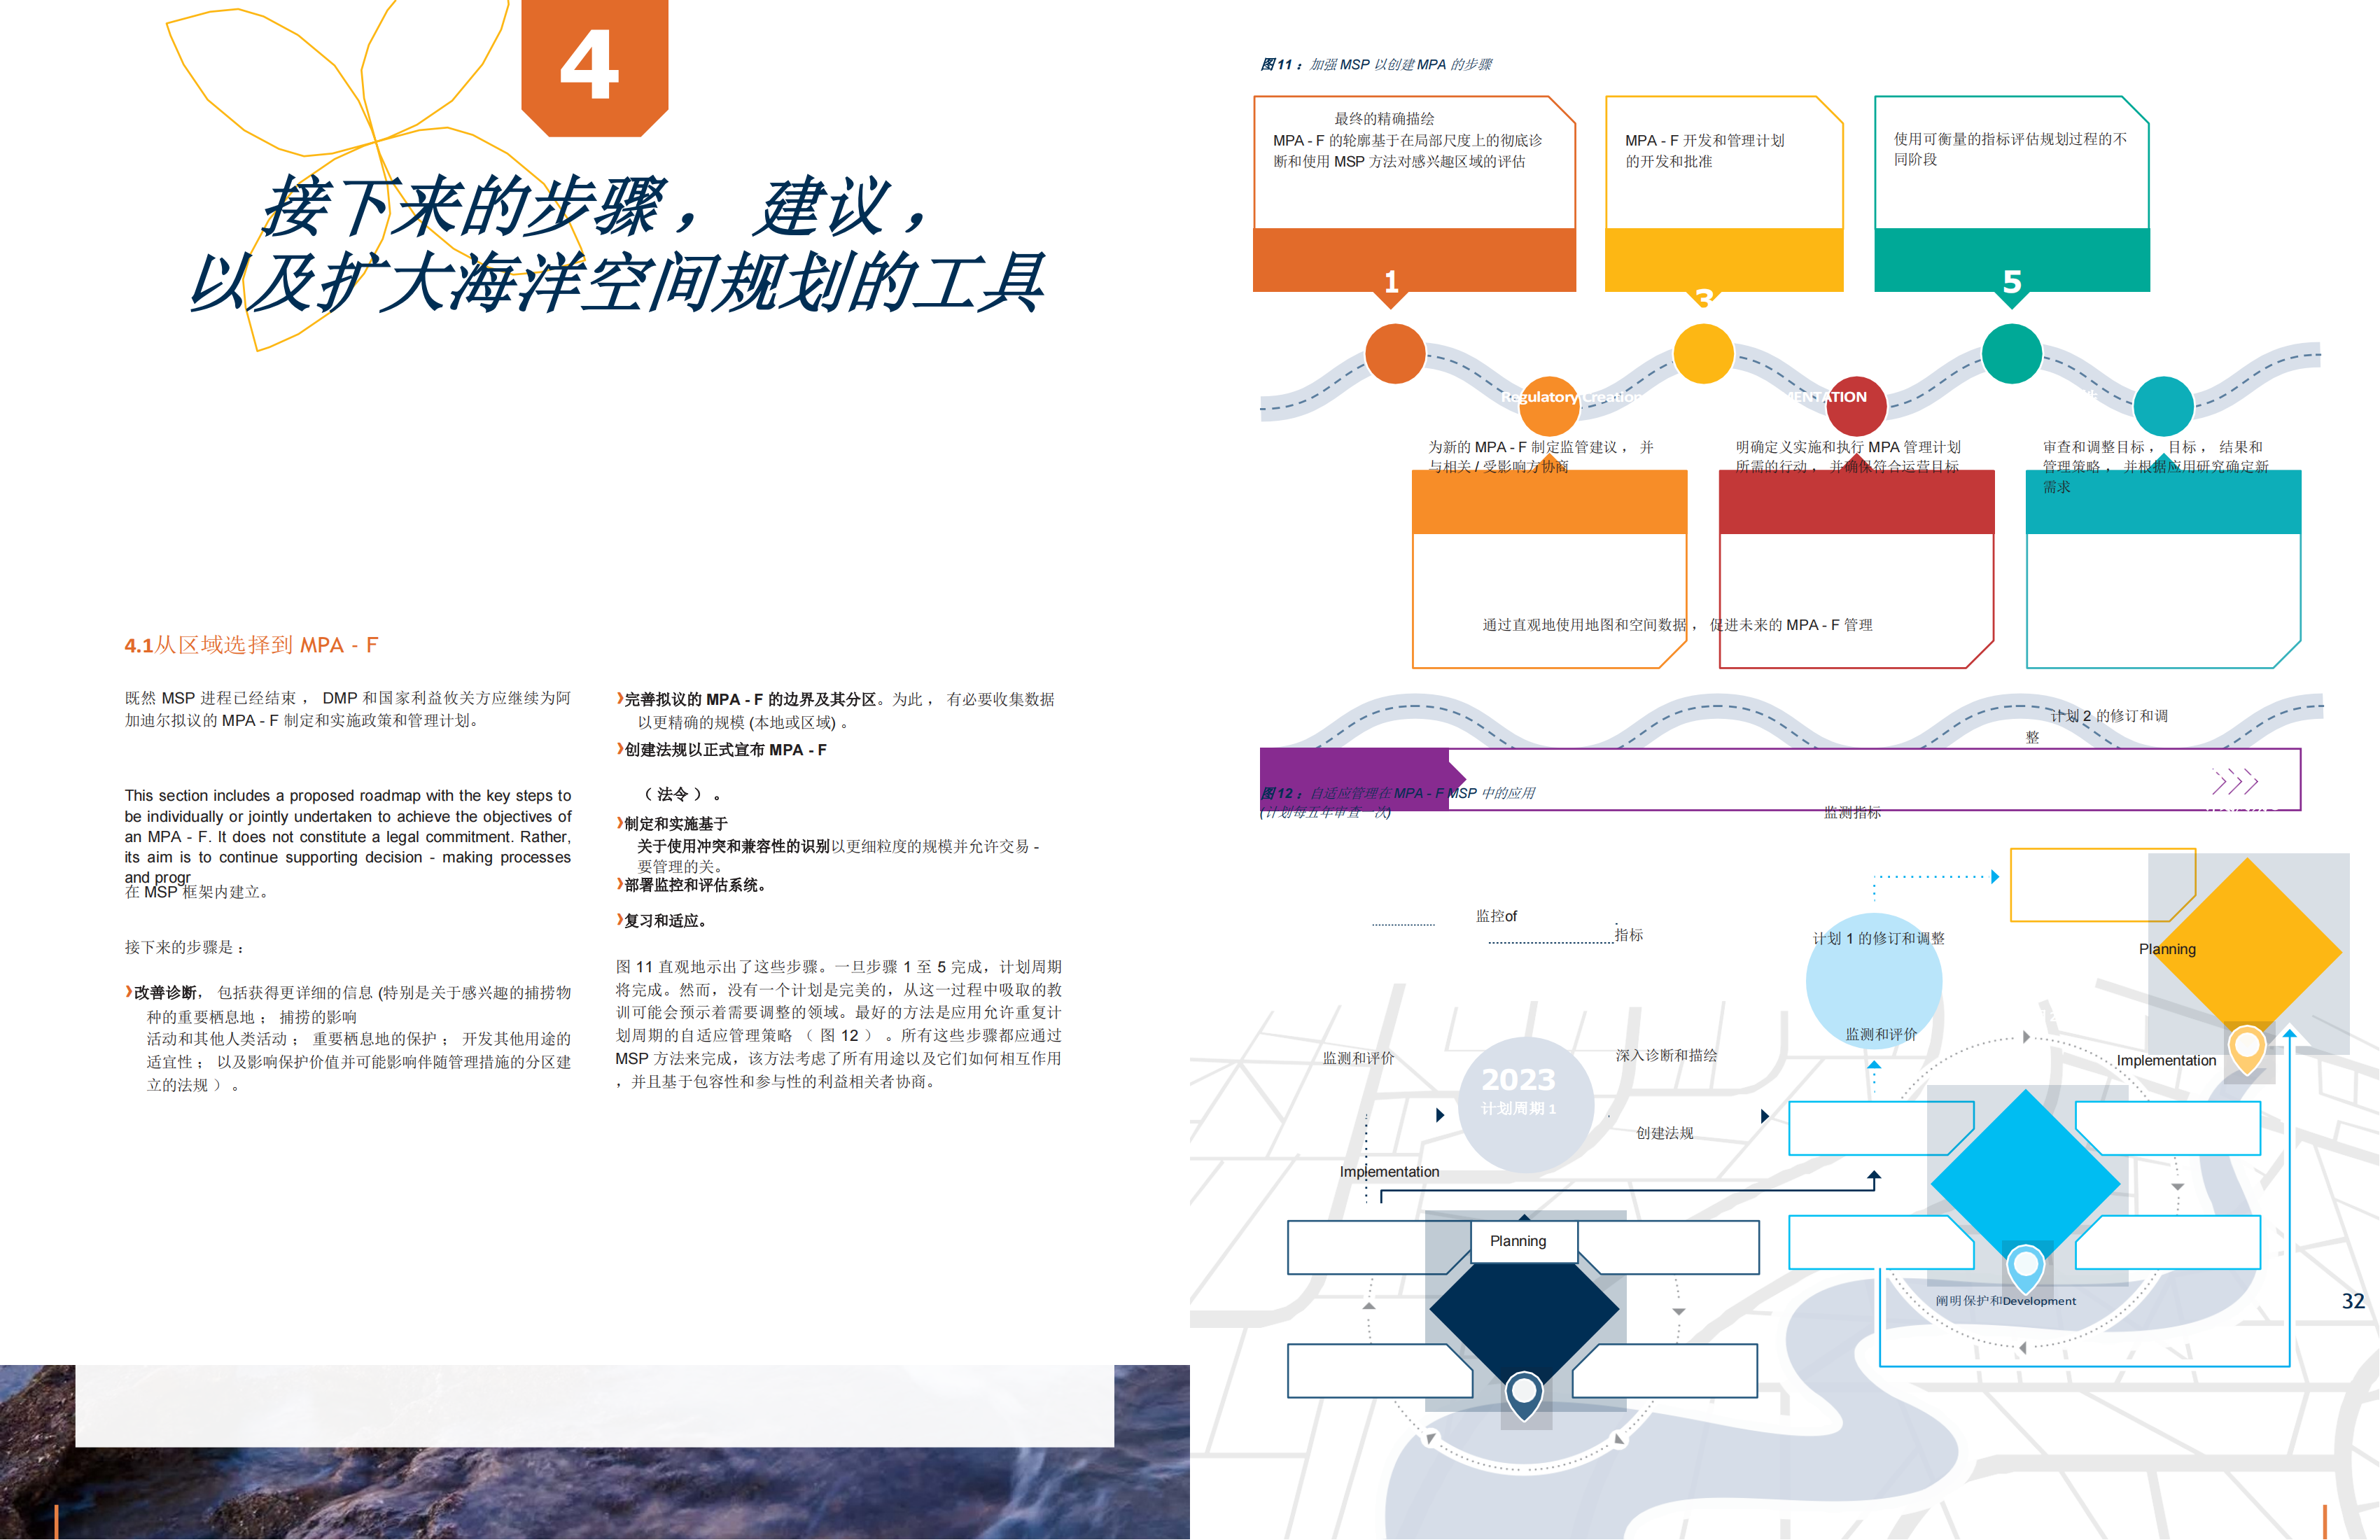 4
接下来的步骤， 建议，
以及扩大海洋空间规划的工具
4.1从区域选择到 MPA - F
既然 MSP 进程已经结束 ， DMP 和国家利益攸关方应继续为阿
加迪尔拟议的 MPA - F 制定和实施政策和管理计划。
This section includes a proposed roadmap with the key steps to
be individually or jointly undertaken to achieve the objectives of
an MPA - F. It does not constitute a legal commitment. Rather,
its aim is to continue supporting decision - making processes
and progr
在 MSP 框架内建立。
接下来的步骤是：
›改善诊断， 包括获得更详细的信息 (特别是关于感兴趣的捕捞物
种的重要栖息地 ； 捕捞的影响
活动和其他人类活动 ； 重要栖息地的保护 ； 开发其他用途的
适宜性 ； 以及影响保护价值并可能影响伴随管理措施的分区建
立的法规 ） 。
›完善拟议的 MPA - F 的边界及其分区。为此 ， 有必要收集数据
以更精确的规模 (本地或区域) 。
›创建法规以正式宣布 MPA - F
（ 法令 ） 。
›制定和实施基于
关于使用冲突和兼容性的识别以更细粒度的规模并允许交易 -
要管理的关。
›部署监控和评估系统。
›复习和适应。
图 11 直观地示出了这些步骤。一旦步骤 1 至 5 完成，计划周期
将完成。然而，没有一个计划是完美的，从这一过程中吸取的教
训可能会预示着需要调整的领域。最好的方法是应用允许重复计
划周期的自适应管理策略 （ 图 12 ） 。所有这些步骤都应通过
MSP 方法来完成，该方法考虑了所有用途以及它们如何相互作用
，并且基于包容性和参与性的利益相关者协商。
图 11 ： 加强 MSP 以创建 MPA 的步骤
最终的精确描绘
MPA - F 的轮廓基于在局部尺度上的彻底诊
断和使用 MSP 方法对感兴趣区域的评估
MPA - F 开发和管理计划
的开发和批准
使用可衡量的指标评估规划过程的不
同阶段
1
3
5
Regulatory Creation
MENTATION
为新的 MPA - F 制定监管建议 ， 并
与相关 / 受影响方协商
明确定义实施和执行 MPA 管理计划
所需的行动 ， 并确保符合运营目标
审查和调整目标 ， 目标 ， 结果和
管理策略 ， 并根据应用研究确定新
需求
通过直观地使用地图和空间数据 ， 促进未来的 MPA - F 管理
计划 2 的修订和调
整
图 12 ： 自适应管理在 MPA - F MSP 中的应用
(计划每五年审查一次)
监测指标
监控of
指标
计划 1 的修订和调整
Planning
监测和评价
Implementation
监测和评价
2023
计划周期 1
深入诊断和描绘
创建法规
Implementation
Planning
阐明保护和Development
32